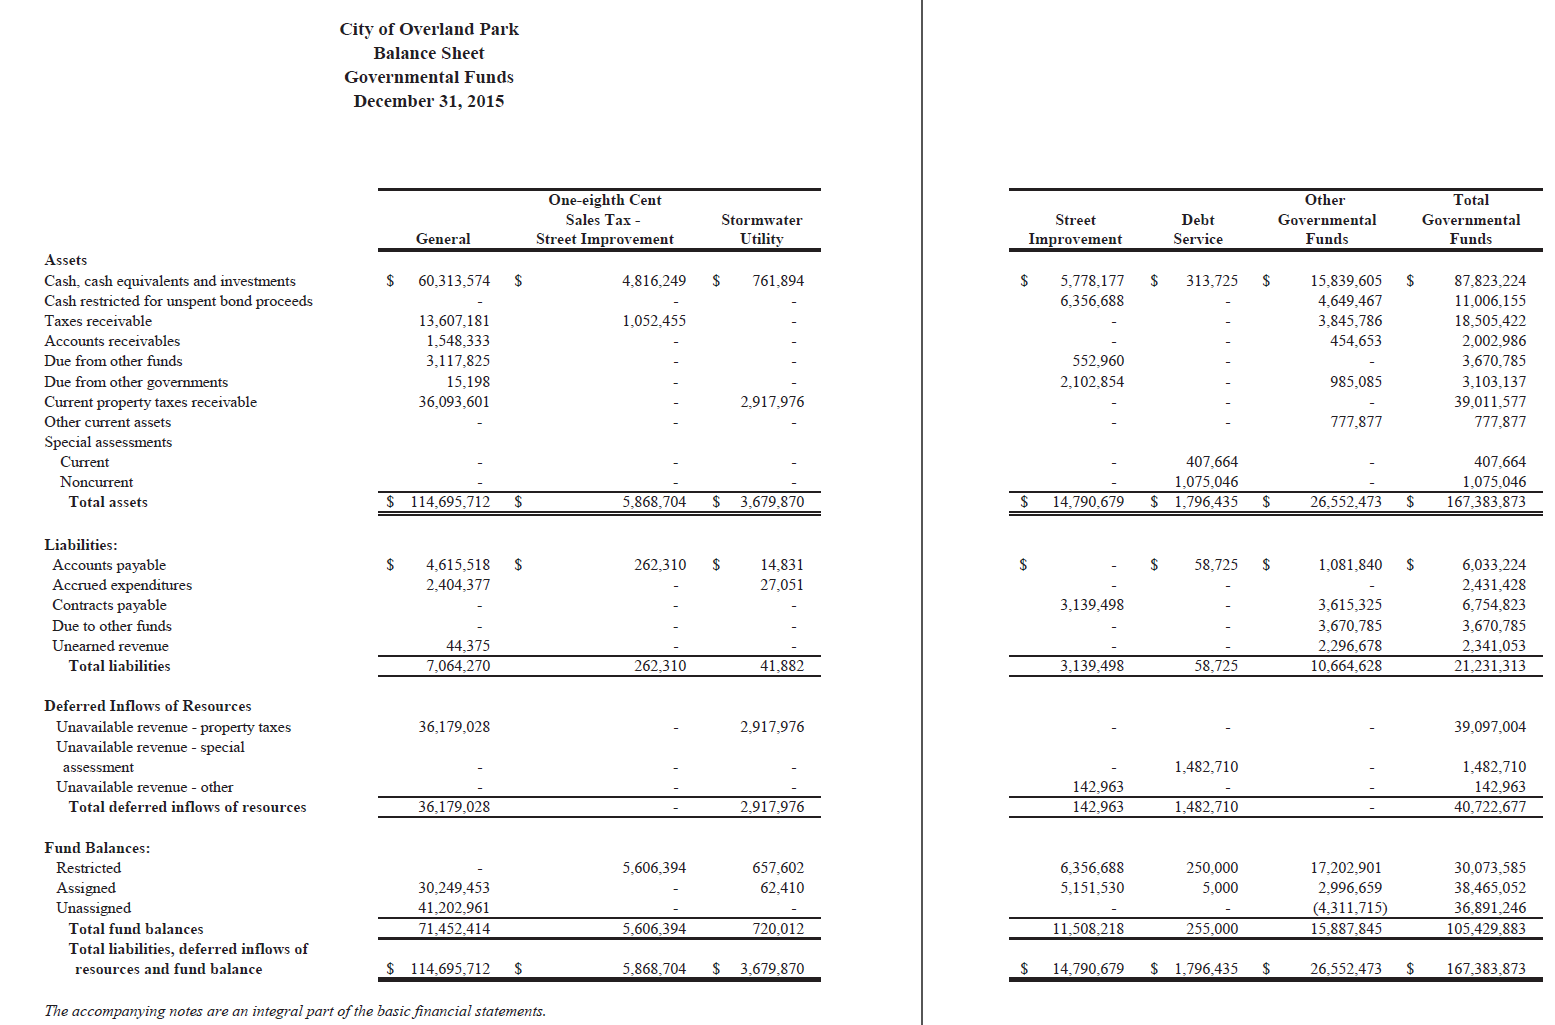 City of Overland Park
Balance Sheet
Governmental Funds
December 31, 2015
One-eighth Cent Other Total
Sales Tax - Stormwater Street Debt Governmental Governmental
General Street Improvement Utility Improvement Service Funds Funds
Assets
Cash, cash equivalents and investments $ 60,313,574 $ 4,816,249 $ 761,894 $ 5,778,177 $ 313,725 $ 15,839,605 $ 87,823,224
Cash restricted for unspent bond proceeds - - - 6,356,688 - 4,649,467 11,006,155
Taxes receivable 13,607,181 1,052,455 - - - 3,845,786 18,505,422
Accounts receivables 1,548,333 - - - - 454,653 2,002,986
Due from other funds 3,117,825 - - 552,960 - - 3,670,785
Due from other governments 15,198 - - 2,102,854 - 985,085 3,103,137
Current property taxes receivable 36,093,601 - 2,917,976 - - - 39,011,577
Other current assets - - - - - 777,877 777,877
Special assessments
Current - - - - 407,664 - 407,664
Noncurrent - - - - 1,075,046 - 1,075,046
Total assets $ 114,695,712 $ 5,868,704 $ 3,679,870 $ 14,790,679 $ 1,796,435 $ 26,552,473 $ 167,383,873
Liabilities:
Accounts payable $ 4,615,518 $ 262,310 $ 14,831 $ - $ 58,725 $ 1,081,840 $ 6,033,224
Accrued expenditures 2,404,377 - 27,051 - - - 2,431,428
Contracts payable - - - 3,139,498 - 3,615,325 6,754,823
Due to other funds - - - - - 3,670,785 3,670,785
Unearned revenue 44,375 - - - - 2,296,678 2,341,053
Total liabilities 7,064,270 262,310 41,882 3,139,498 58,725 10,664,628 21,231,313
Deferred Inflows of Resources
Unavailable revenue - property taxes 36,179,028 - 2,917,976 - - - 39,097,004
Unavailable revenue - special
assessment - - - - 1,482,710 - 1,482,710
Unavailable revenue - other - - - 142,963 - - 142,963
Total deferred inflows of resources 36,179,028 - 2,917,976 142,963 1,482,710 - 40,722,677
Fund Balances:
Restricted - 5,606,394 657,602 6,356,688 250,000 17,202,901 30,073,585
Assigned 30,249,453 - 62,410 5,151,530 5,000 2,996,659 38,465,052
Unassigned 41,202,961 - - - - (4,311,715) 36,891,246
Total fund balances 71,452,414 5,606,394 720,012 11,508,218 255,000 15,887,845 105,429,883
Total liabilities, deferred inflows of
resources and fund balance $ 114,695,712 $ 5,868,704 $ 3,679,870 $ 14,790,679 $ 1,796,435 $ 26,552,473 $ 167,383,873
The accompanying notes are an integral part of the basic financial statements.